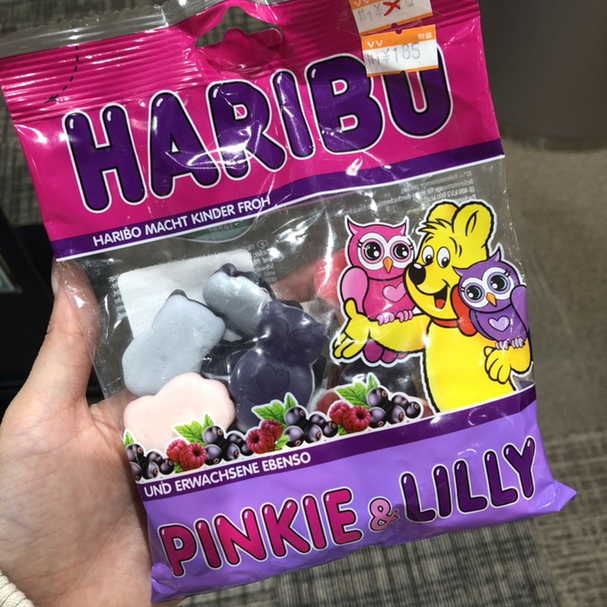 ¥185
HARIBO
HARIBO MACHT KINDER FROH
UND ERWACHSENE EBENSO
PINKIE & LILLY